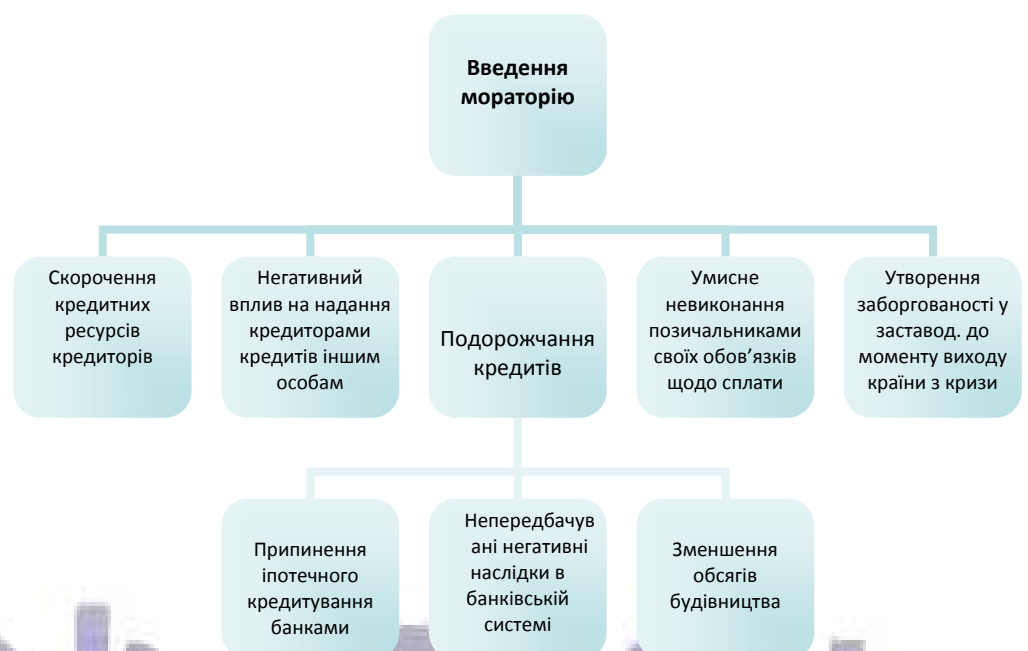 Введення
мораторію
Скорочення
кредитних
ресурсів
кредиторів
Негативний
вплив на надання
кредиторами
кредитів іншим
особам
Подорожчання
кредитів
Умисне
невиконання
позичальниками
своїх обов’язків
щодо сплати
Утворення
заборгованості у
заставод. до
моменту виходу
країни з кризи
Припинення
іпотечного
кредитування
банками
Непередбачув
ані негативні
наслідки в
банківській
системі
Зменшення
обсягів
будівництва